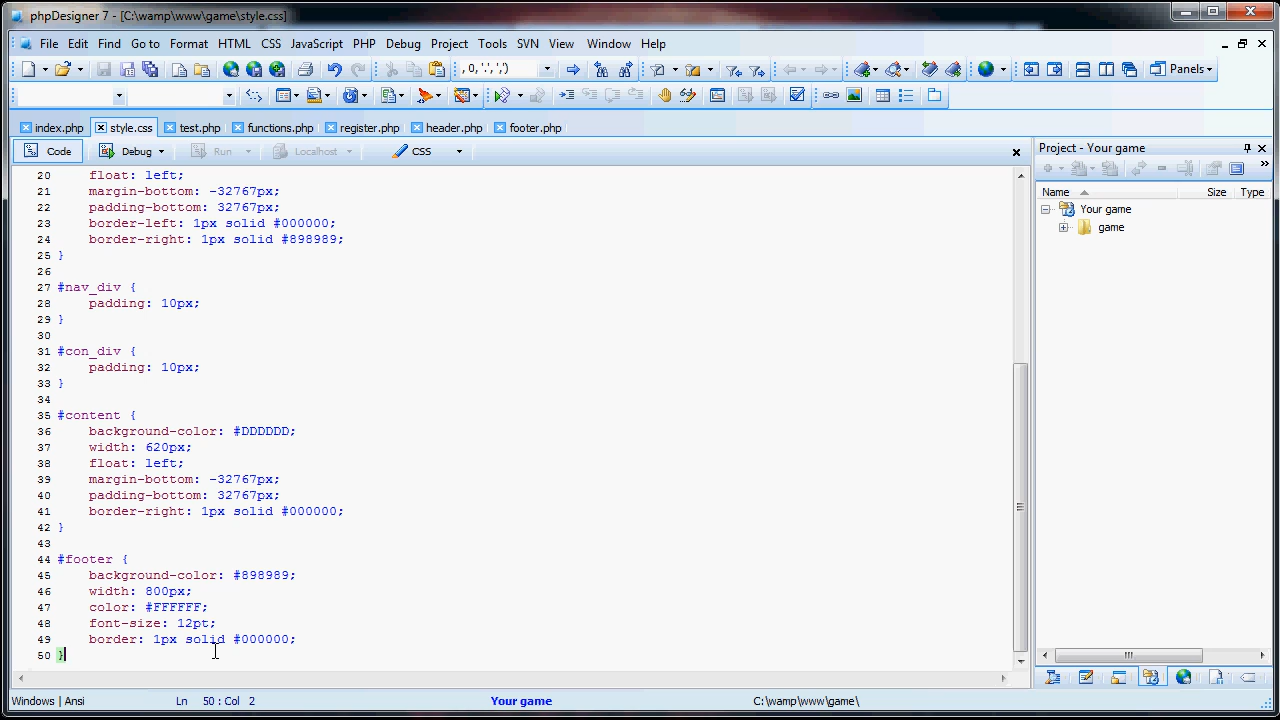 phpDesigner 7 - [C:\wamp\www\game\style.css]
File Edit Find Go to Format HTML CSS JavaScript PHP Debug Project Tools SVN View Window Help
, 0,'.',',')
Panels
index.php style.css test.php functions.php register.php header.php footer.php
Code Debug Run Localhost CSS
20 float: left;
21 margin-bottom: -32767px;
22 padding-bottom: 32767px;
23 border-left: 1px solid #000000;
24 border-right: 1px solid #898989;
25 }
26
27 #nav_div {
28 padding: 10px;
29 }
30
31 #con_div {
32 padding: 10px;
33 }
34
35 #content {
36 background-color: #DDDDDD;
37 width: 620px;
38 float: left;
39 margin-bottom: -32767px;
40 padding-bottom: 32767px;
41 border-right: 1px solid #000000;
42 }
43
44 #footer {
45 background-color: #898989;
46 width: 800px;
47 color: #FFFFFF;
48 font-size: 12pt;
49 border: 1px solid #000000;
50 }
Project - Your game
Name Size Type
Your game
game
Windows | Ansi Ln 50 : Col 2 Your game C:\wamp\www\game\